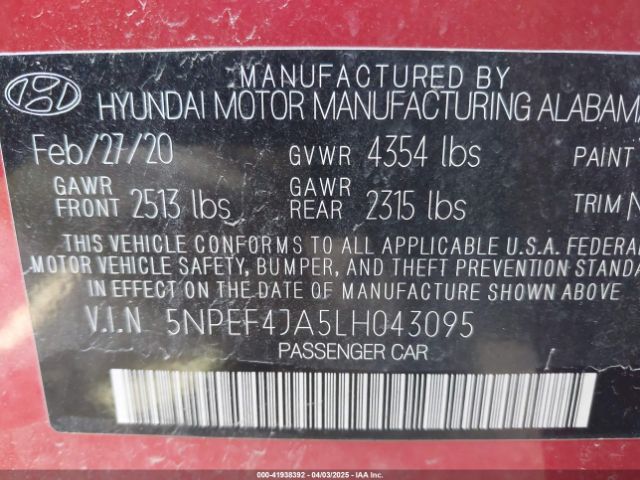 MANUFACTURED BY
HYUNDAI MOTOR MANUFACTURING ALABAMA
Feb/27/20 GVWR 4354 lbs PAINT
GAWR FRONT 2513 lbs GAWR REAR 2315 lbs TRIM N
THIS VEHICLE CONFORMS TO ALL APPLICABLE U.S.A. FEDERAL
MOTOR VEHICLE SAFETY, BUMPER, AND THEFT PREVENTION STANDA
IN EFFECT ON THE DATE OF MANUFACTURE SHOWN ABOVE
V.I.N 5NPEF4JA5LH043095
PASSENGER CAR
000-41938392 - 04/03/2025 - IAA, Inc.